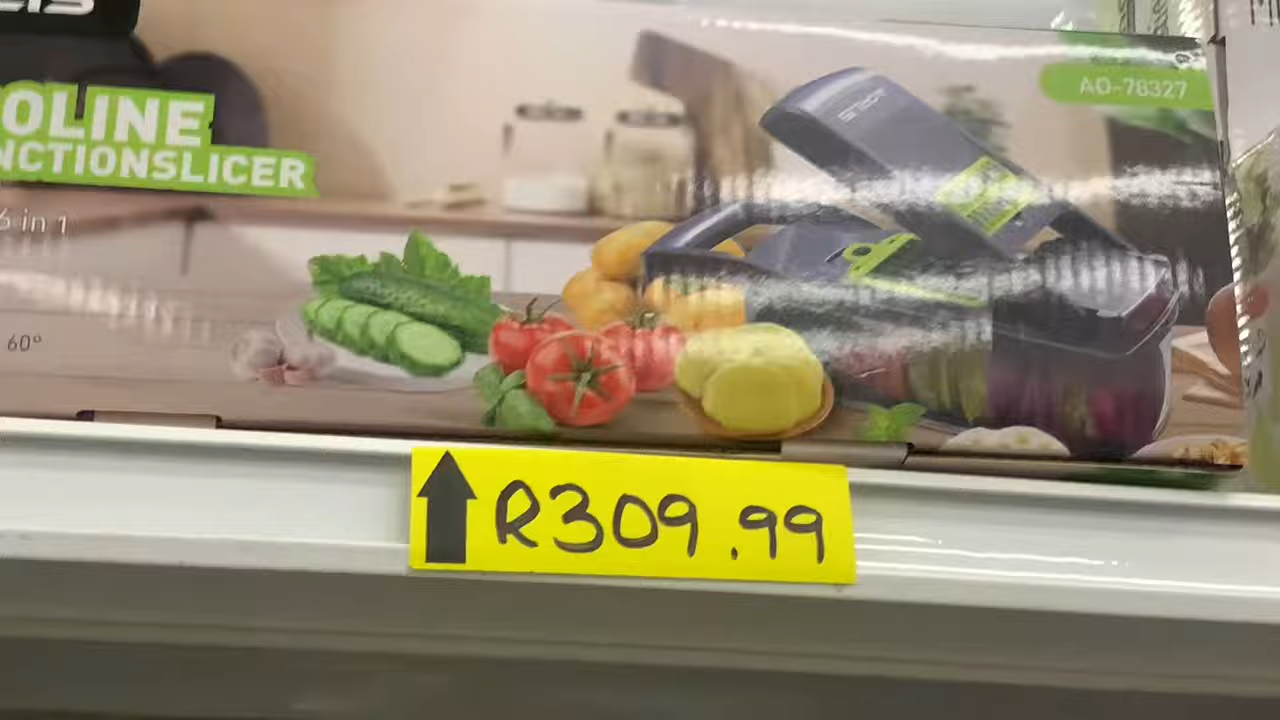 OLINE
NCTIONSLICER
6 in 1
60°
AO-78327
R309.99